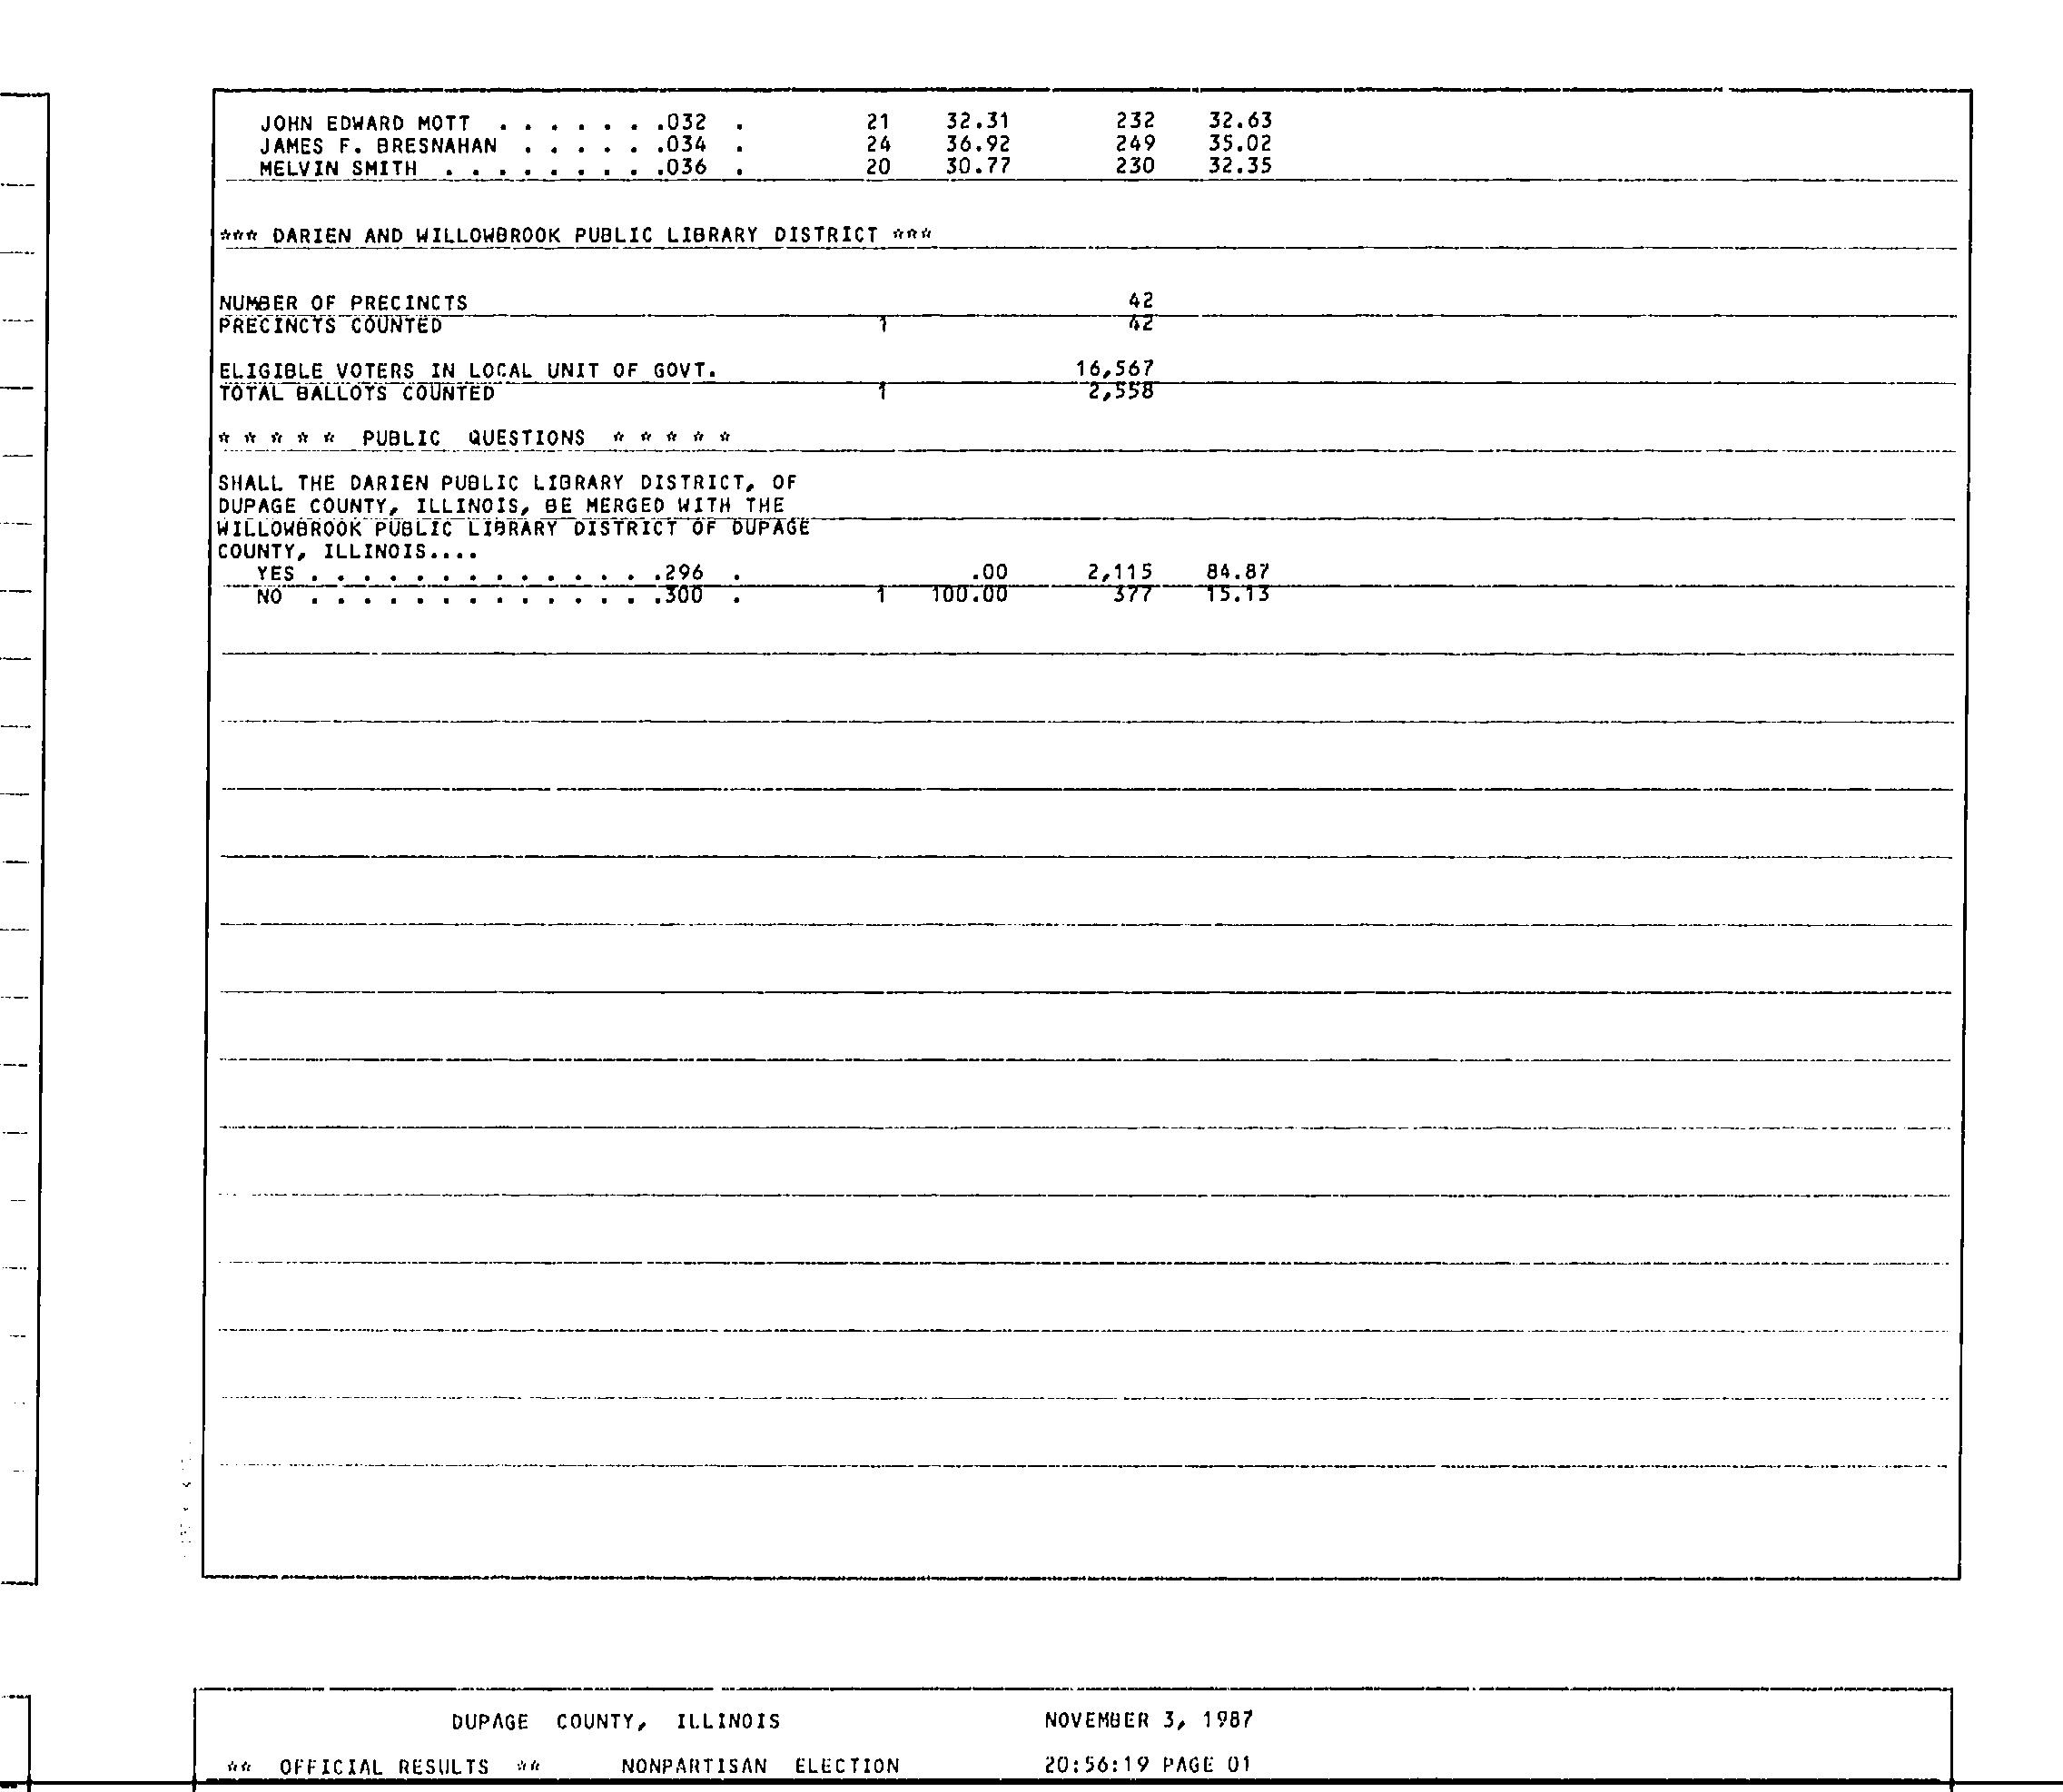 JOHN EDWARD MOTT . . . . . . .032 . 21 32.31 232 32.63
JAMES F. BRESNAHAN . . . . . .034 . 24 36.92 249 35.02
MELVIN SMITH . . . . . . . . .036 . 20 30.77 230 32.35
*** DARIEN AND WILLOWBROOK PUBLIC LIBRARY DISTRICT ***
NUMBER OF PRECINCTS 42
PRECINCTS COUNTED 1 42
ELIGIBLE VOTERS IN LOCAL UNIT OF GOVT. 16,567
TOTAL BALLOTS COUNTED 1 2,558
* * * * * PUBLIC QUESTIONS * * * * *
SHALL THE DARIEN PUBLIC LIBRARY DISTRICT, OF
DUPAGE COUNTY, ILLINOIS, BE MERGED WITH THE
WILLOWBROOK PUBLIC LIBRARY DISTRICT OF DUPAGE
COUNTY, ILLINOIS....
YES . . . . . . . . . . . . . .296 . .00 2,115 84.87
NO . . . . . . . . . . . . . .300 . 1 100.00 377 15.13
DUPAGE COUNTY, ILLINOIS NOVEMBER 3, 1987
** OFFICIAL RESULTS ** NONPARTISAN ELECTION 20:56:19 PAGE 01